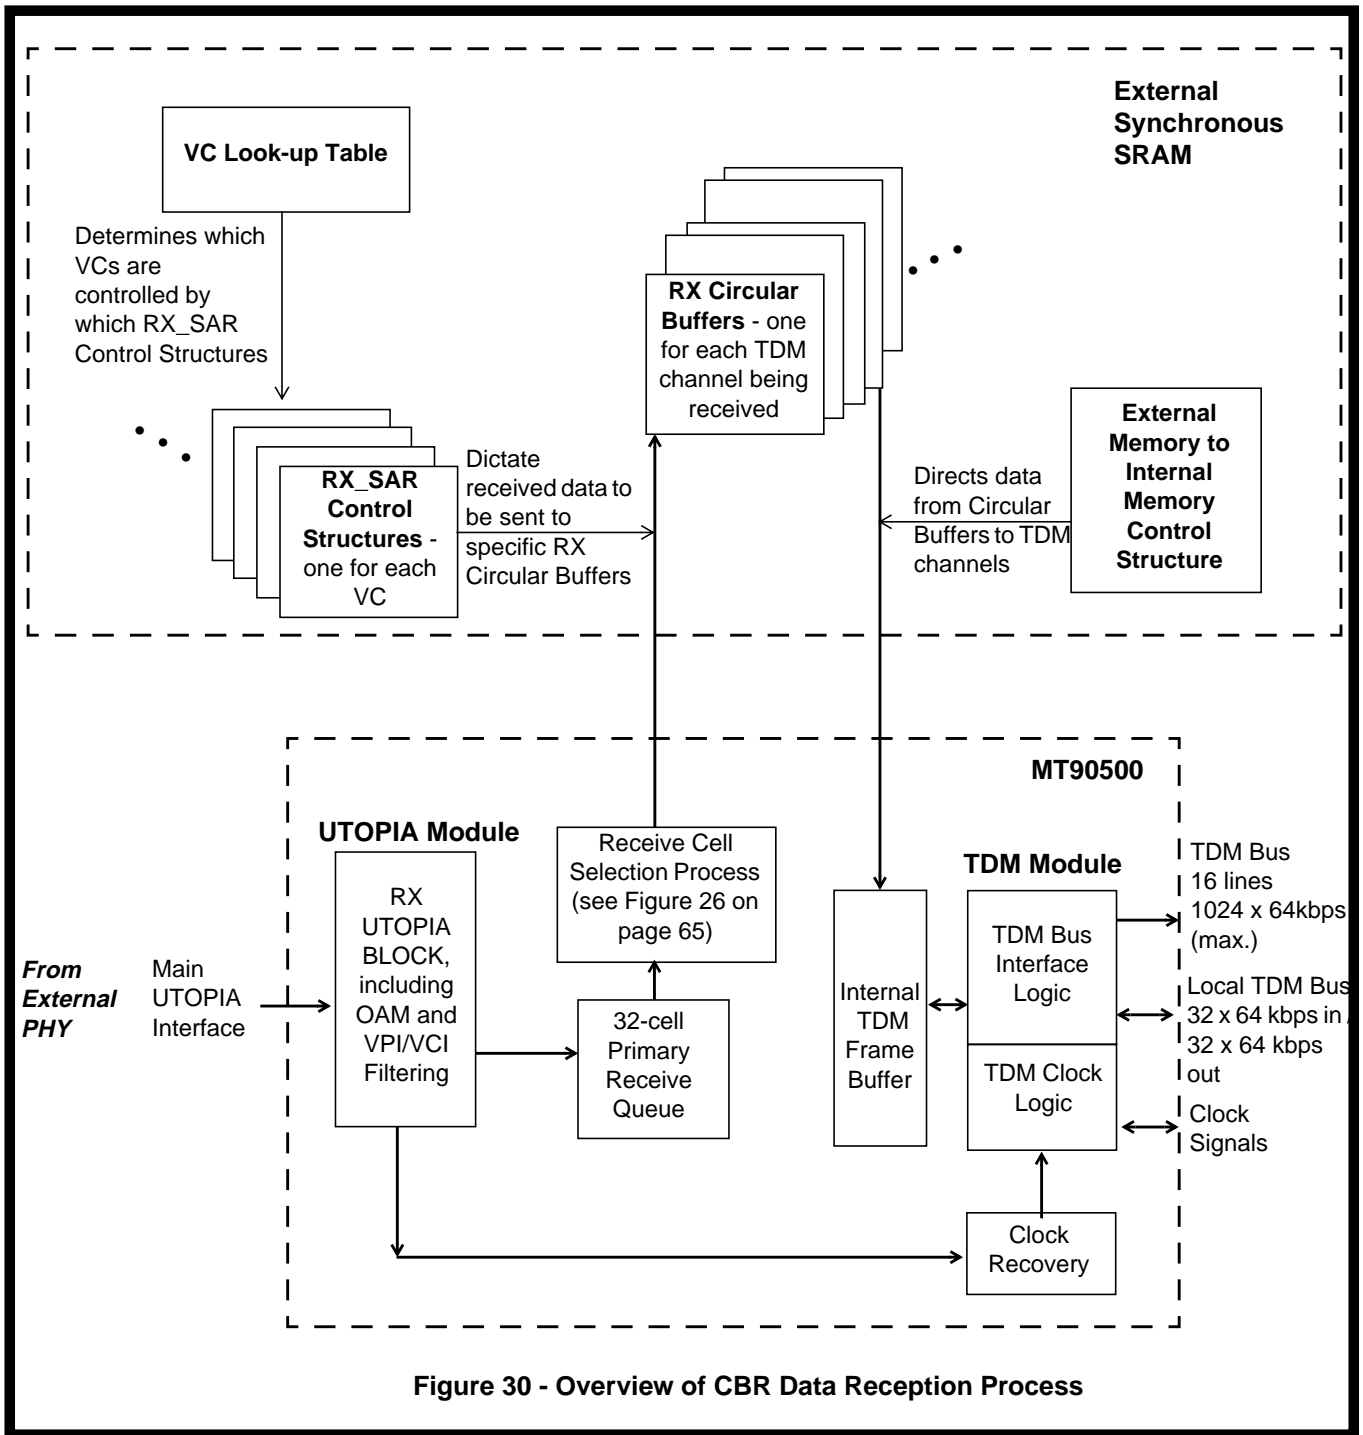 External
Synchronous
SRAM
VC Look-up Table
Determines which
VCs are
controlled by
which RX_SAR
Control Structures
RX Circular
Buffers - one
for each TDM
channel being
received
RX_SAR
Control
Structures -
one for each
VC
Dictate
received data to
be sent to
specific RX
Circular Buffers
Directs data
from Circular
Buffers to TDM
channels
External
Memory to
Internal
Memory
Control
Structure
MT90500
UTOPIA Module
RX
UTOPIA
BLOCK,
including
OAM and
VPI/VCI
Filtering
Receive Cell
Selection Process
(see Figure 26 on
page 65)
32-cell
Primary
Receive
Queue
From
External
PHY
Main
UTOPIA
Interface
Internal
TDM
Frame
Buffer
TDM Module
TDM Bus
Interface
Logic
TDM Clock
Logic
Clock
Recovery
TDM Bus
16 lines
1024 x 64kbps
(max.)
Local TDM Bus
32 x 64 kbps in /
32 x 64 kbps
out
Clock
Signals
Figure 30 - Overview of CBR Data Reception Process